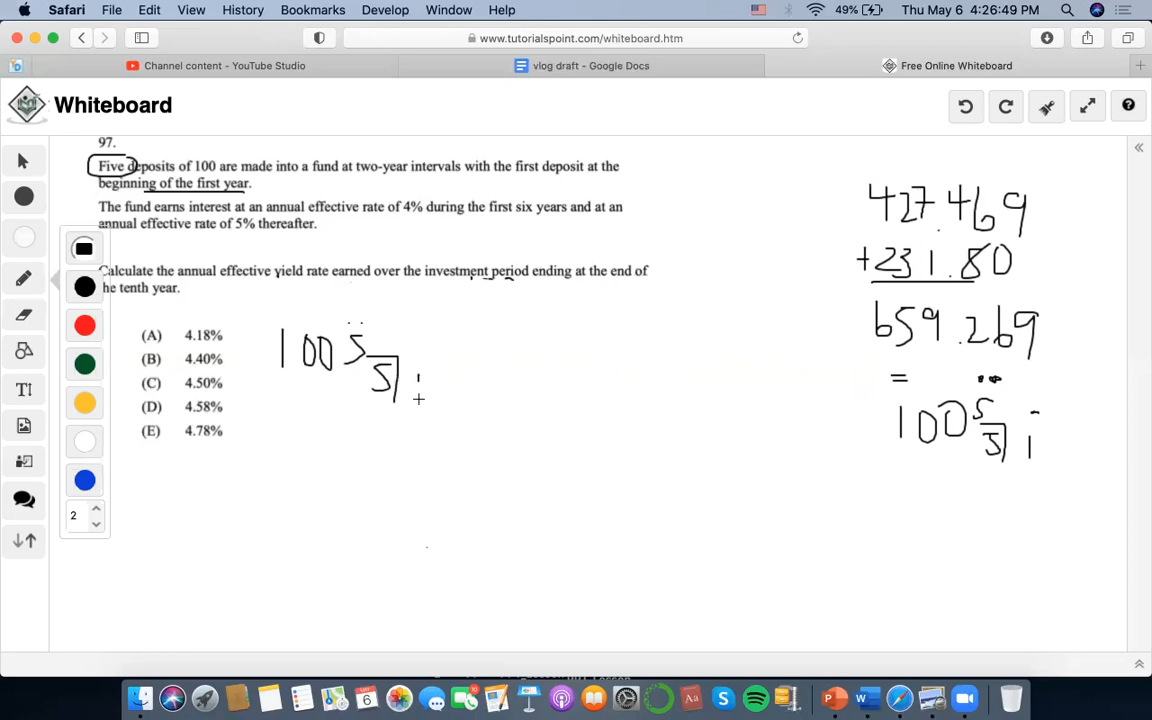 Safari File Edit View History Bookmarks Develop Window Help 49% Thu May 6 4:26:49 PM
www.tutorialspoint.com/whiteboard.htm
Channel content - YouTube Studio
vlog draft - Google Docs
Free Online Whiteboard
Whiteboard
97.
Five deposits of 100 are made into a fund at two-year intervals with the first deposit at the
beginning of the first year.
The fund earns interest at an annual effective rate of 4% during the first six years and at an
annual effective rate of 5% thereafter.
Calculate the annual effective yield rate earned over the investment period ending at the end of
the tenth year.
(A) 4.18%
(B) 4.40%
(C) 4.50%
(D) 4.58%
(E) 4.78%
100 s 5 i
427.469
+231.80
659.269
=
100 s 5 i
2